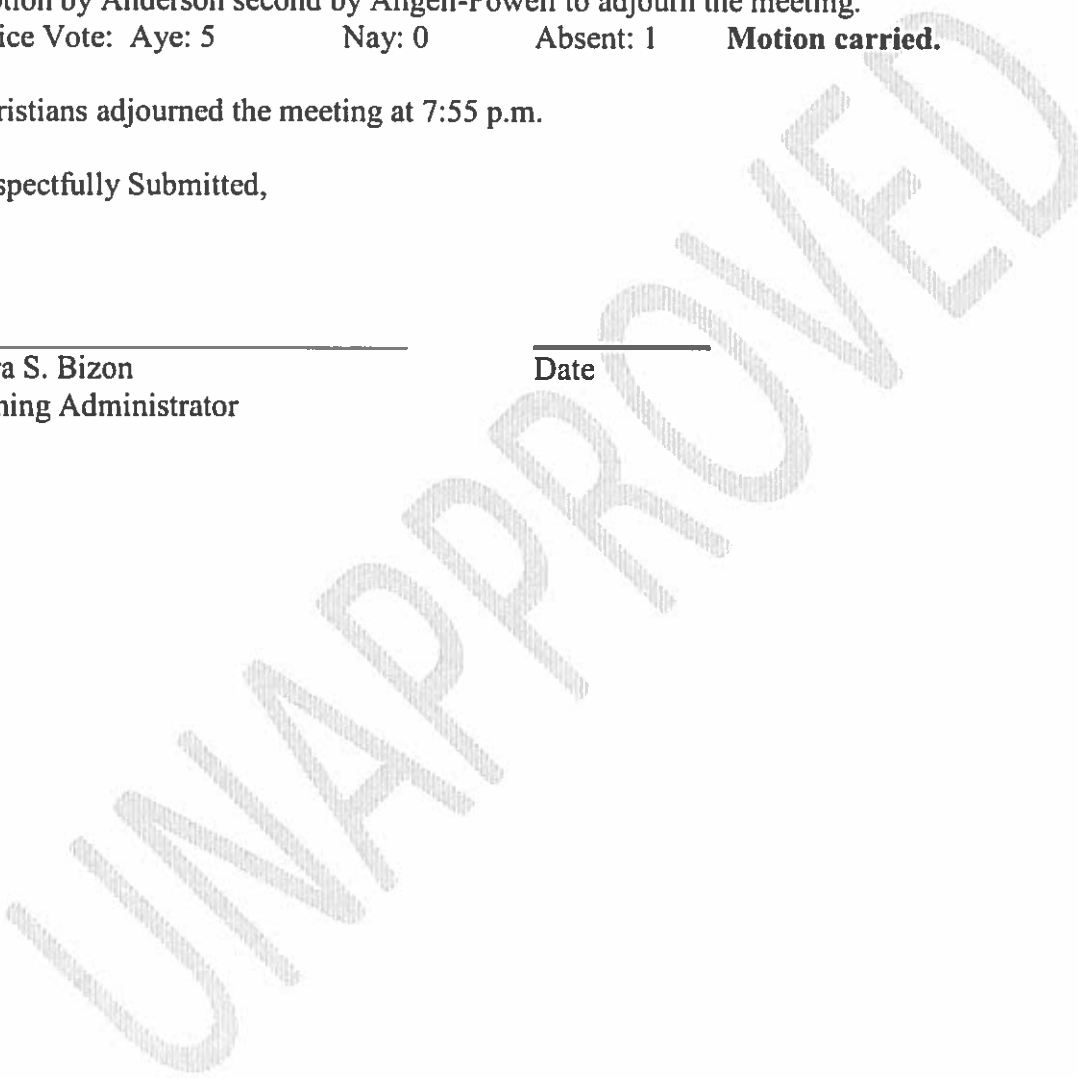 otion by Anderson second by Angell-Powell to adjourn the meeting.
ice Vote: Aye: 5 Nay: 0 Absent: 1 Motion carried.
ristians adjourned the meeting at 7:55 p.m.
spectfully Submitted,
ra S. Bizon Date
ning Administrator
UNAPPROVED